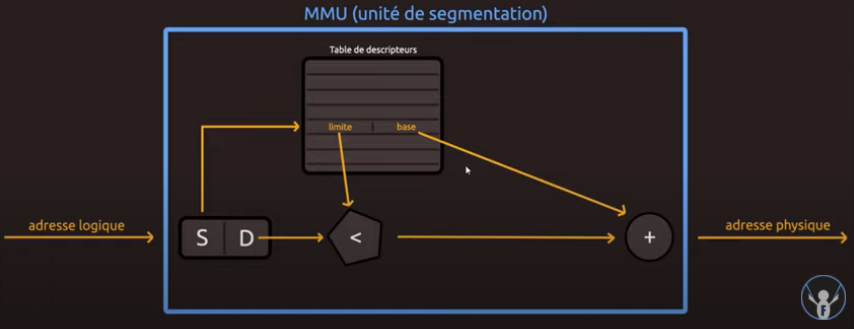 MMU (unité de segmentation)
Table de descripteurs
limite | base
adresse logique
S D
<
+
adresse physique
F